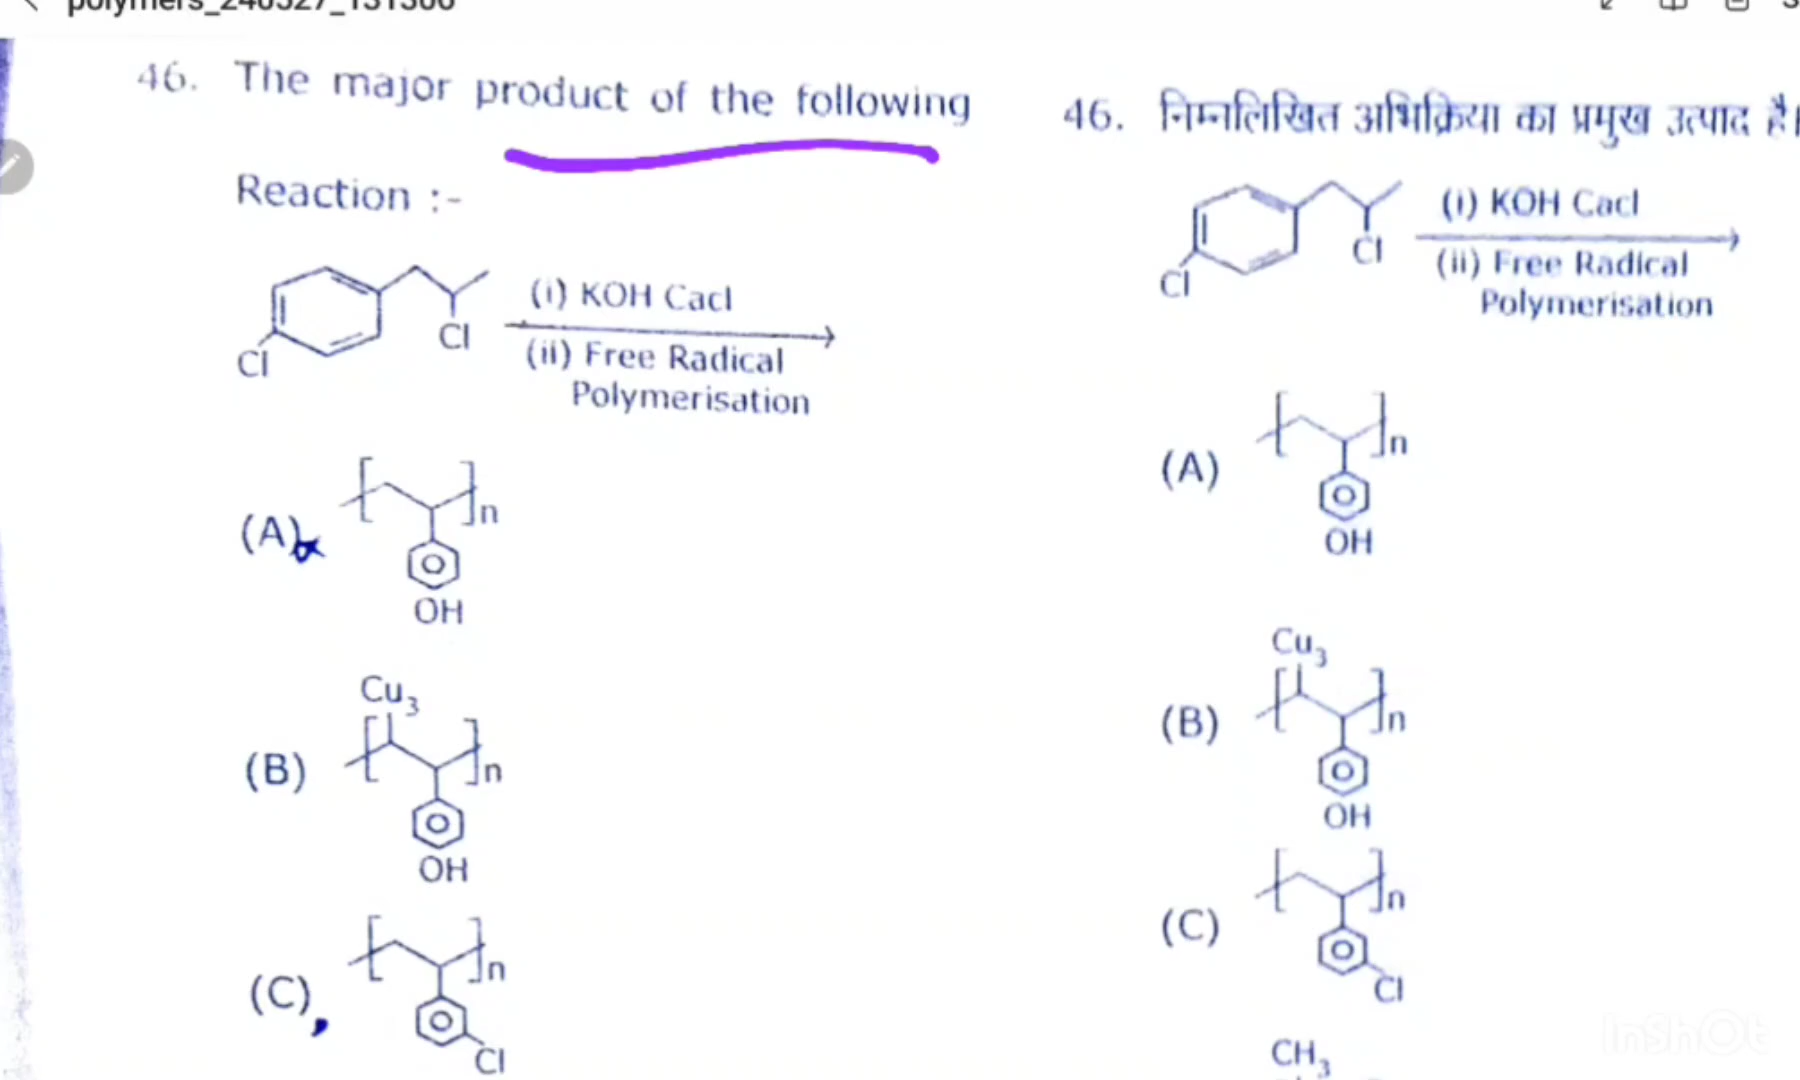 46. The major product of the following
Reaction :-
Cl
Cl
(i) KOH Cacl
(ii) Free Radical
Polymerisation
(A)
n
OH
(B)
Cu3
n
OH
(C)
n
Cl
46. निम्नलिखित अभिक्रिया का प्रमुख उत्पाद है।
Cl
Cl
(i) KOH Cacl
(ii) Free Radical
Polymerisation
(A)
n
OH
(B)
Cu3
n
OH
(C)
n
Cl
CH3
InShOt